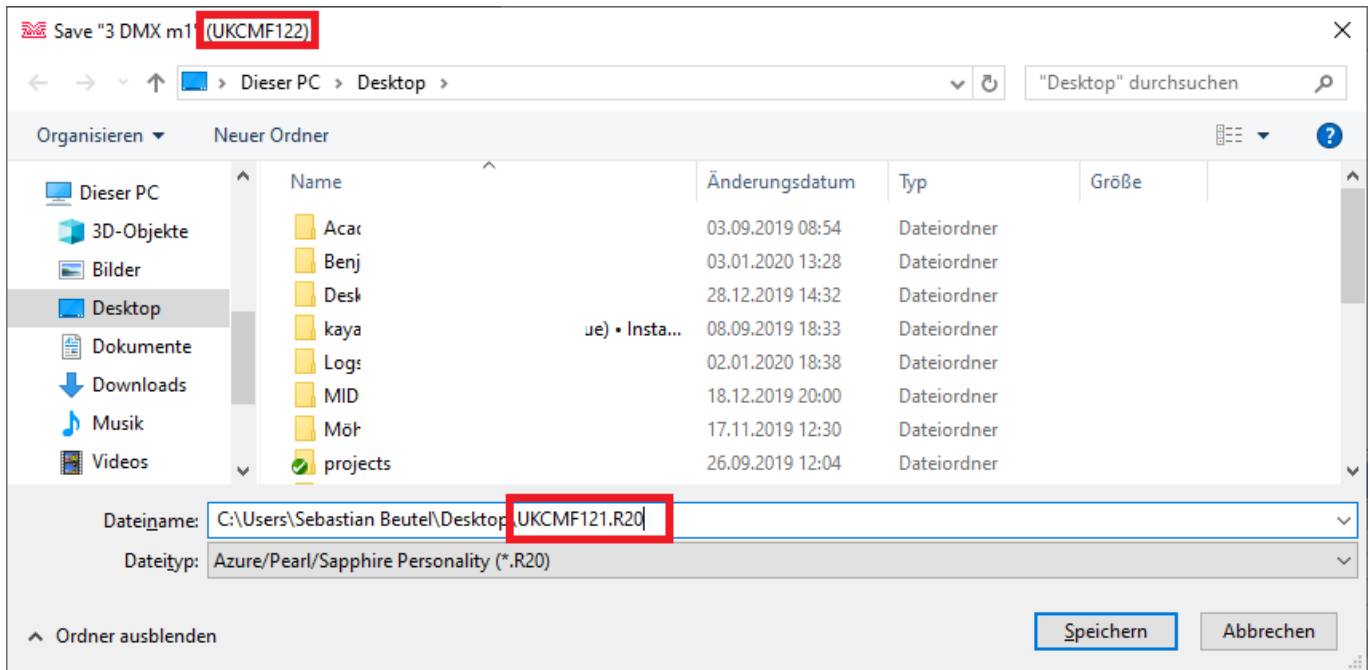 Save "3 DMX m1" (UKCMF122)
Dieser PC > Desktop >
"Desktop" durchsuchen
Organisieren Neuer Ordner
Name Änderungsdatum Typ Größe
Dieser PC
3D-Objekte
Bilder
Desktop
Dokumente
Downloads
Musik
Videos
Acac 03.09.2019 08:54 Dateiordner
Benj 03.01.2020 13:28 Dateiordner
Desk 28.12.2019 14:32 Dateiordner
kaya ue) • Insta... 08.09.2019 18:33 Dateiordner
Logs 02.01.2020 18:38 Dateiordner
MID 18.12.2019 20:00 Dateiordner
Möh 17.11.2019 12:30 Dateiordner
projects 26.09.2019 12:04 Dateiordner
Dateiname: C:\Users\Sebastian Beutel\Desktop\UKCMF121.R20
Dateityp: Azure/Pearl/Sapphire Personality (*.R20)
Ordner ausblenden
Speichern Abbrechen